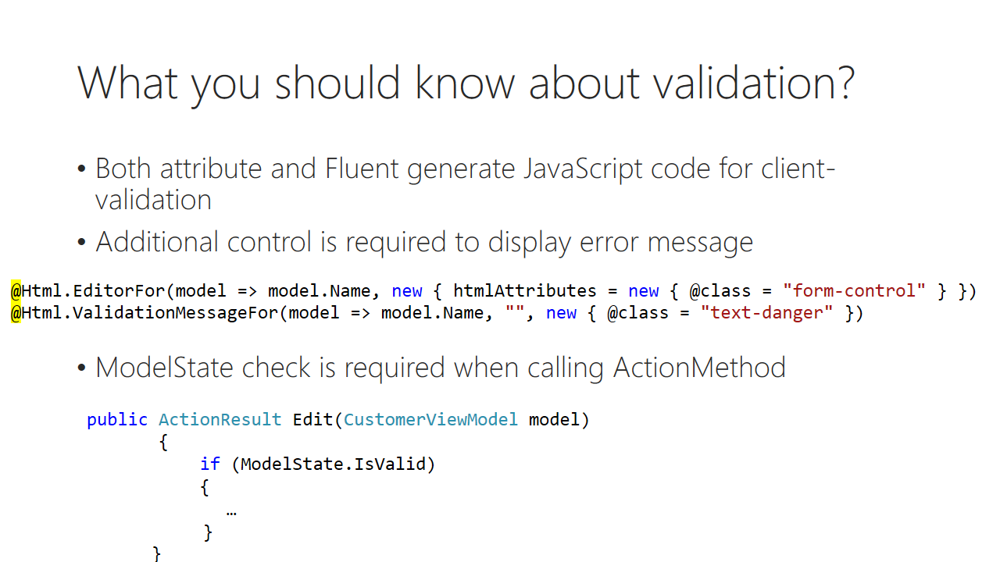 What you should know about validation?
• Both attribute and Fluent generate JavaScript code for client-
validation
• Additional control is required to display error message
@Html.EditorFor(model => model.Name, new { htmlAttributes = new { @class = "form-control" } })
@Html.ValidationMessageFor(model => model.Name, "", new { @class = "text-danger" })
• ModelState check is required when calling ActionMethod
public ActionResult Edit(CustomerViewModel model)
{
if (ModelState.IsValid)
{
…
}
}